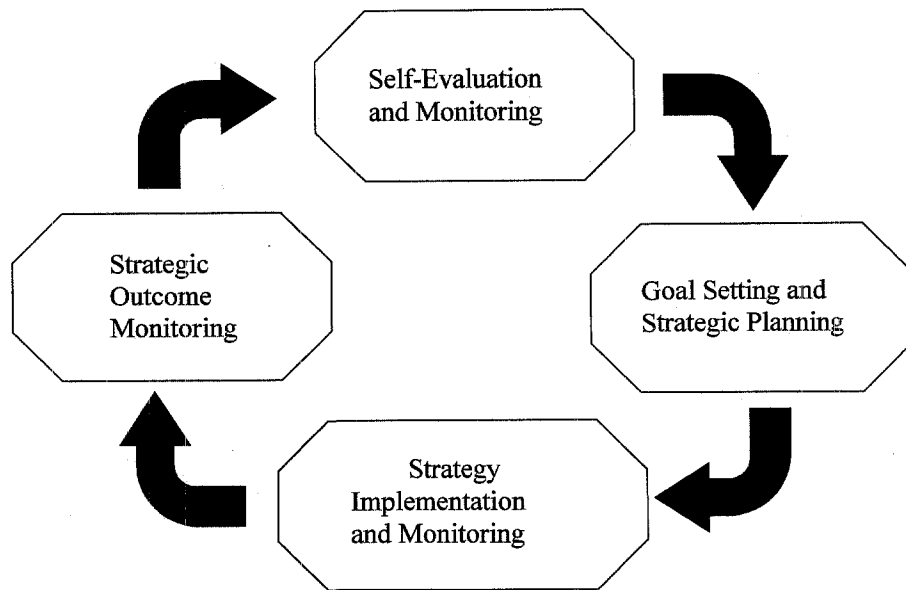 Self-Evaluation
and Monitoring
Strategic
Outcome
Monitoring
Goal Setting and
Strategic Planning
Strategy
Implementation
and Monitoring